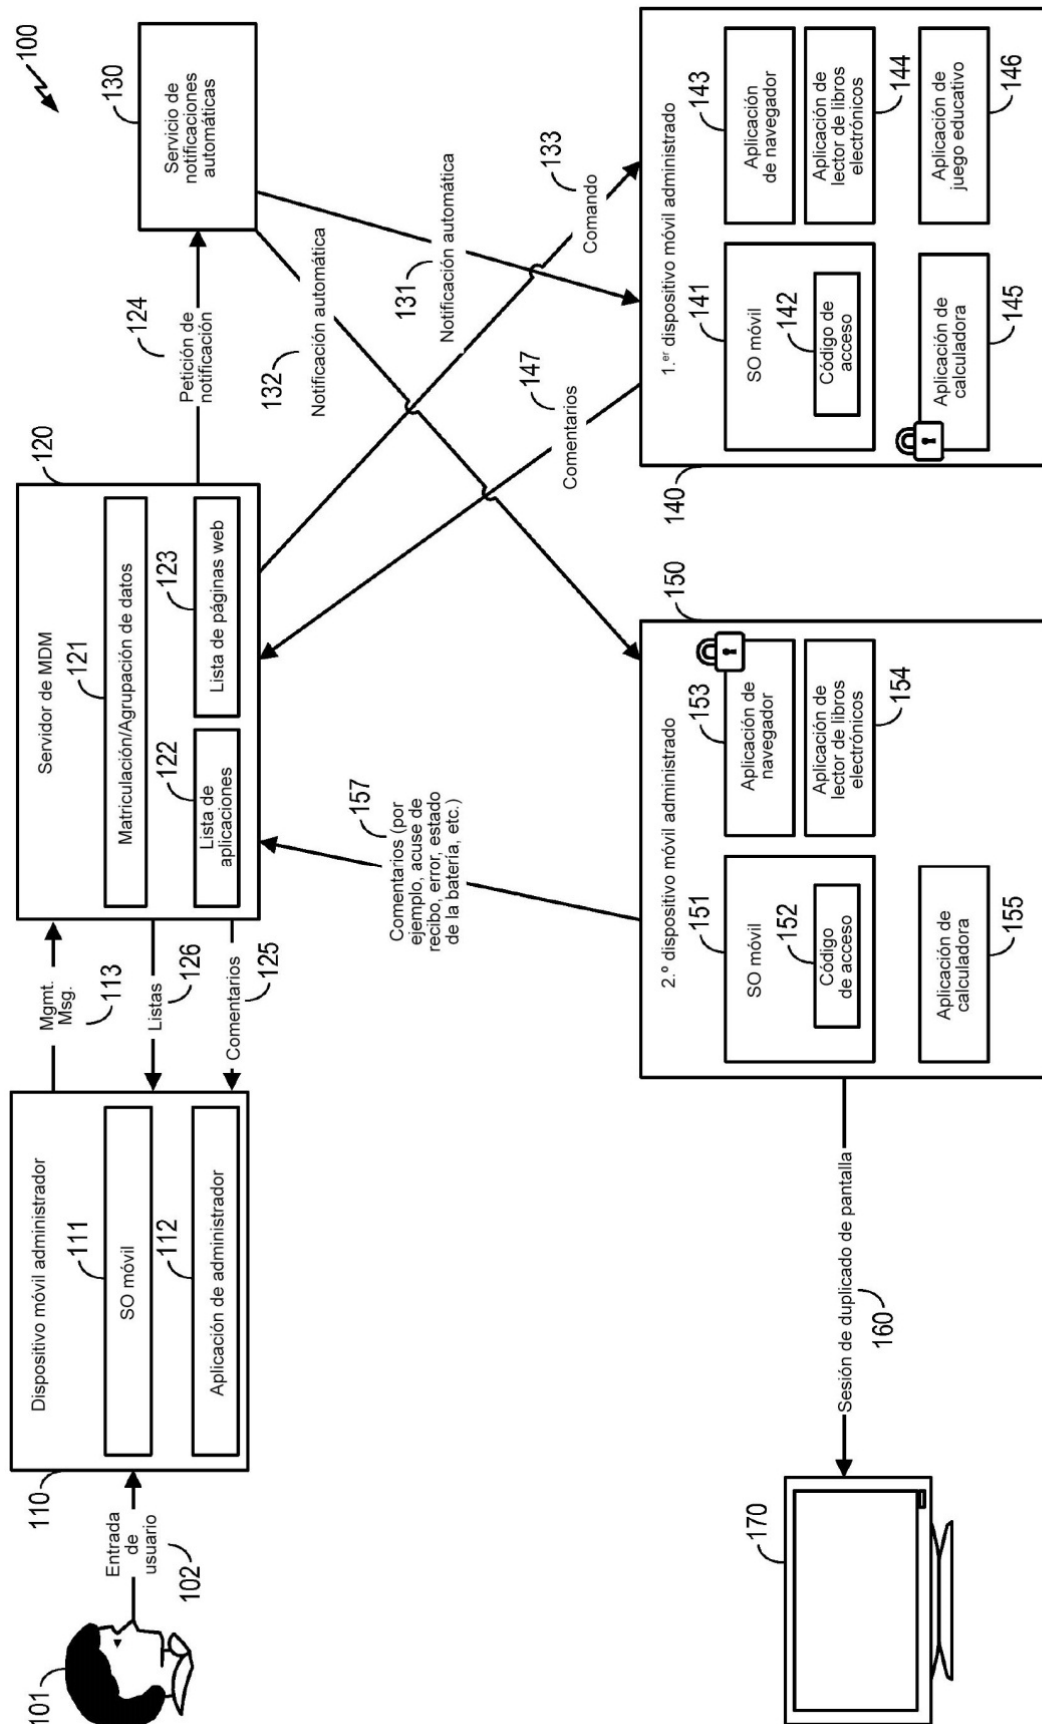 100
101
Entrada
de
usuario
102
110
Dispositivo móvil administrador
111
SO móvil
112
Aplicación de administrador
Mgmt.
Msg.
113
Listas
126
Comentarios
125
120
Servidor de MDM
121
Matriculación/Agrupación de datos
122
Lista de
aplicaciones
123
Lista de páginas web
124
Petición de
notificación
130
Servicio de
notificaciones
automáticas
132
Notificación automática
131
Notificación automática
133
Comando
147
Comentarios
157
Comentarios (por
ejemplo, acuse de
recibo, error, estado
de la batería, etc.)
170
Sesión de duplicado de pantalla
160
150
2.º dispositivo móvil administrado
151
SO móvil
152
Código
de acceso
153
Aplicación de
navegador
Aplicación de
lector de libros
electrónicos
154
Aplicación de
calculadora
155
140
1.er dispositivo móvil administrado
141
SO móvil
142
Código de
acceso
143
Aplicación
de navegador
Aplicación de
lector de libros
electrónicos
144
Aplicación de
calculadora
145
Aplicación de
juego educativo
146